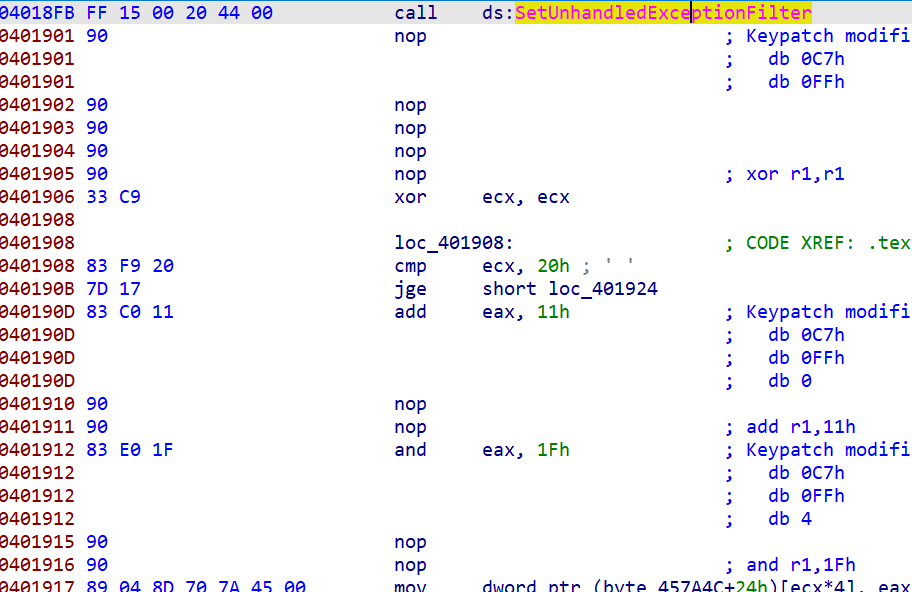 04018FB FF 15 00 20 44 00 call ds:SetUnhandledExceptionFilter
0401901 90 nop ; Keypatch modifi
0401901 ; db 0C7h
0401901 ; db 0FFh
0401902 90 nop
0401903 90 nop
0401904 90 nop
0401905 90 nop ; xor r1,r1
0401906 33 C9 xor ecx, ecx
0401908
0401908 loc_401908: ; CODE XREF: .tex
0401908 83 F9 20 cmp ecx, 20h ; ' '
040190B 7D 17 jge short loc_401924
040190D 83 C0 11 add eax, 11h ; Keypatch modifi
040190D ; db 0C7h
040190D ; db 0FFh
040190D ; db 0
0401910 90 nop
0401911 90 nop ; add r1,11h
0401912 83 E0 1F and eax, 1Fh ; Keypatch modifi
0401912 ; db 0C7h
0401912 ; db 0FFh
0401912 ; db 4
0401915 90 nop
0401916 90 nop ; and r1,1Fh
0401917 89 04 8D 70 7A 45 00 mov dword ptr (byte_457A4C+24h)[ecx*4], eax